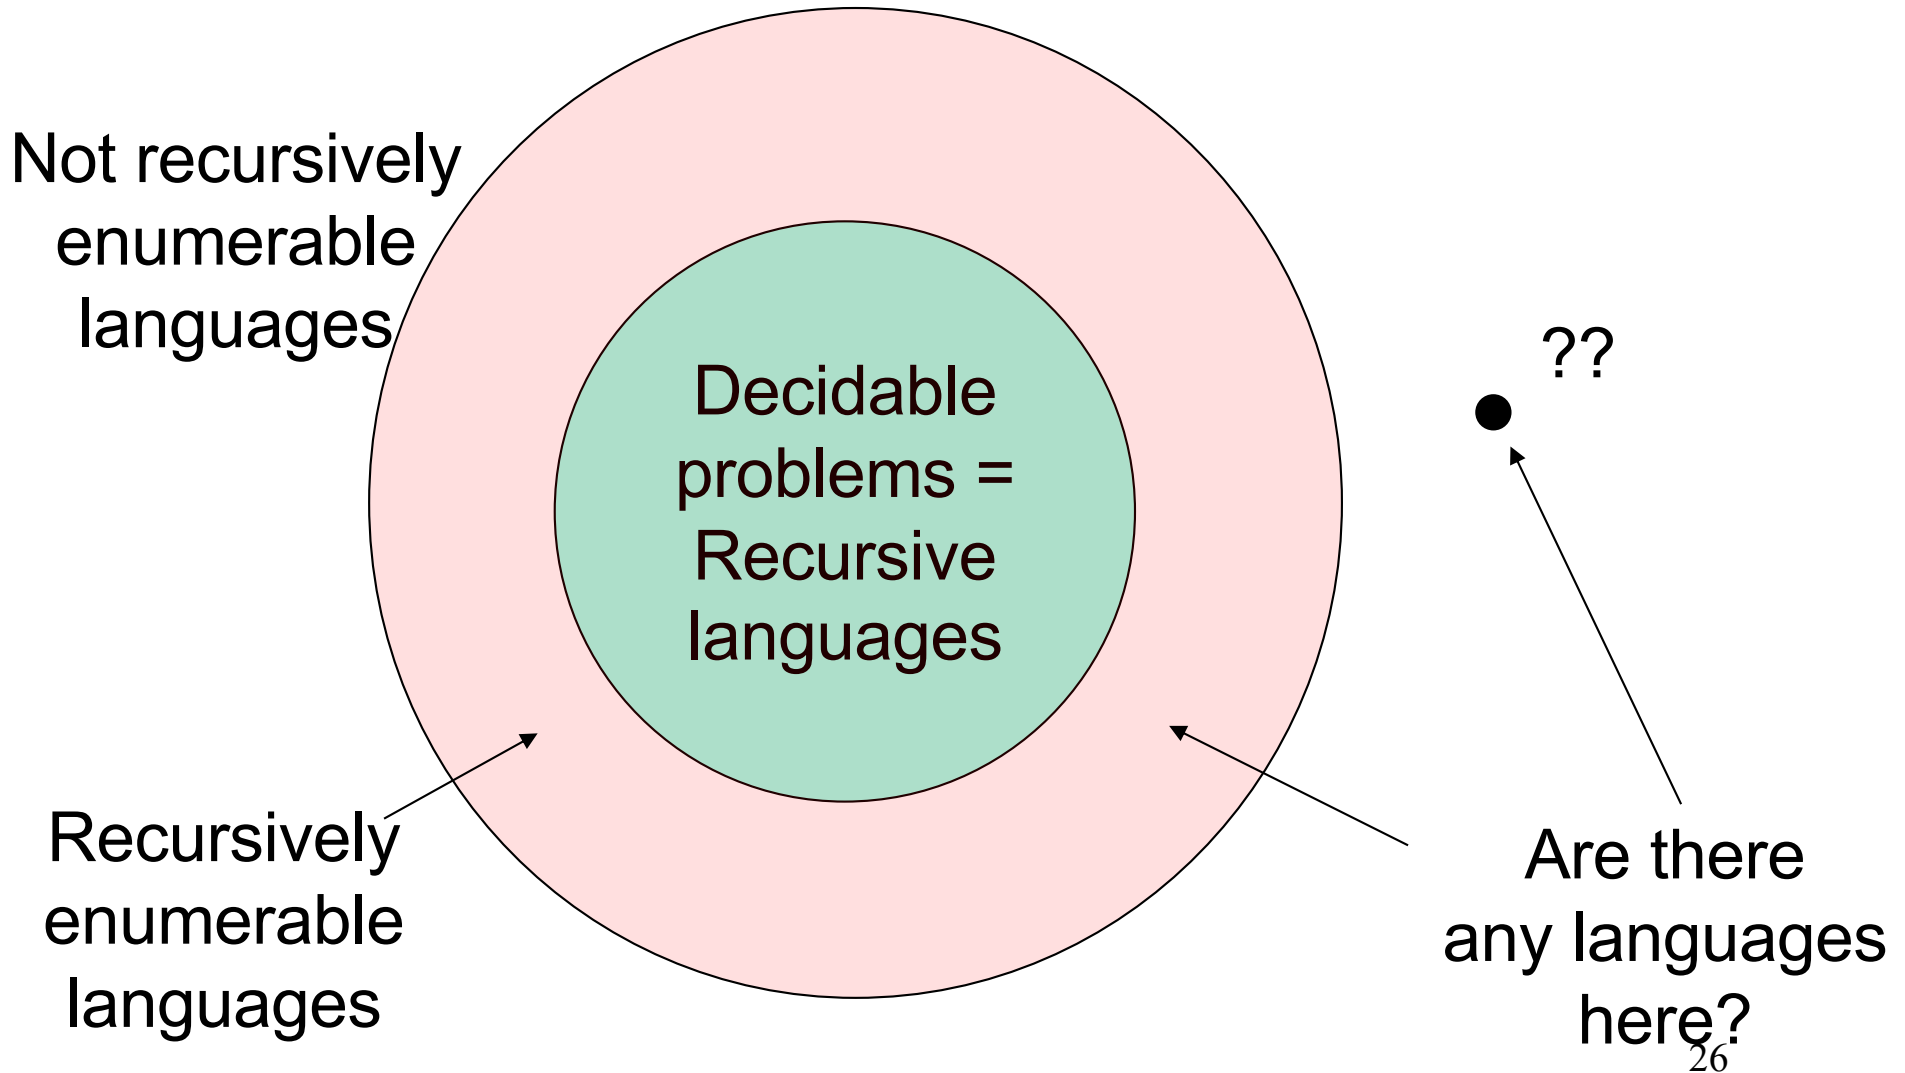 Not recursively
enumerable
languages
Decidable
problems =
Recursive
languages
??
Recursively
enumerable
languages
Are there
any languages
here?
26